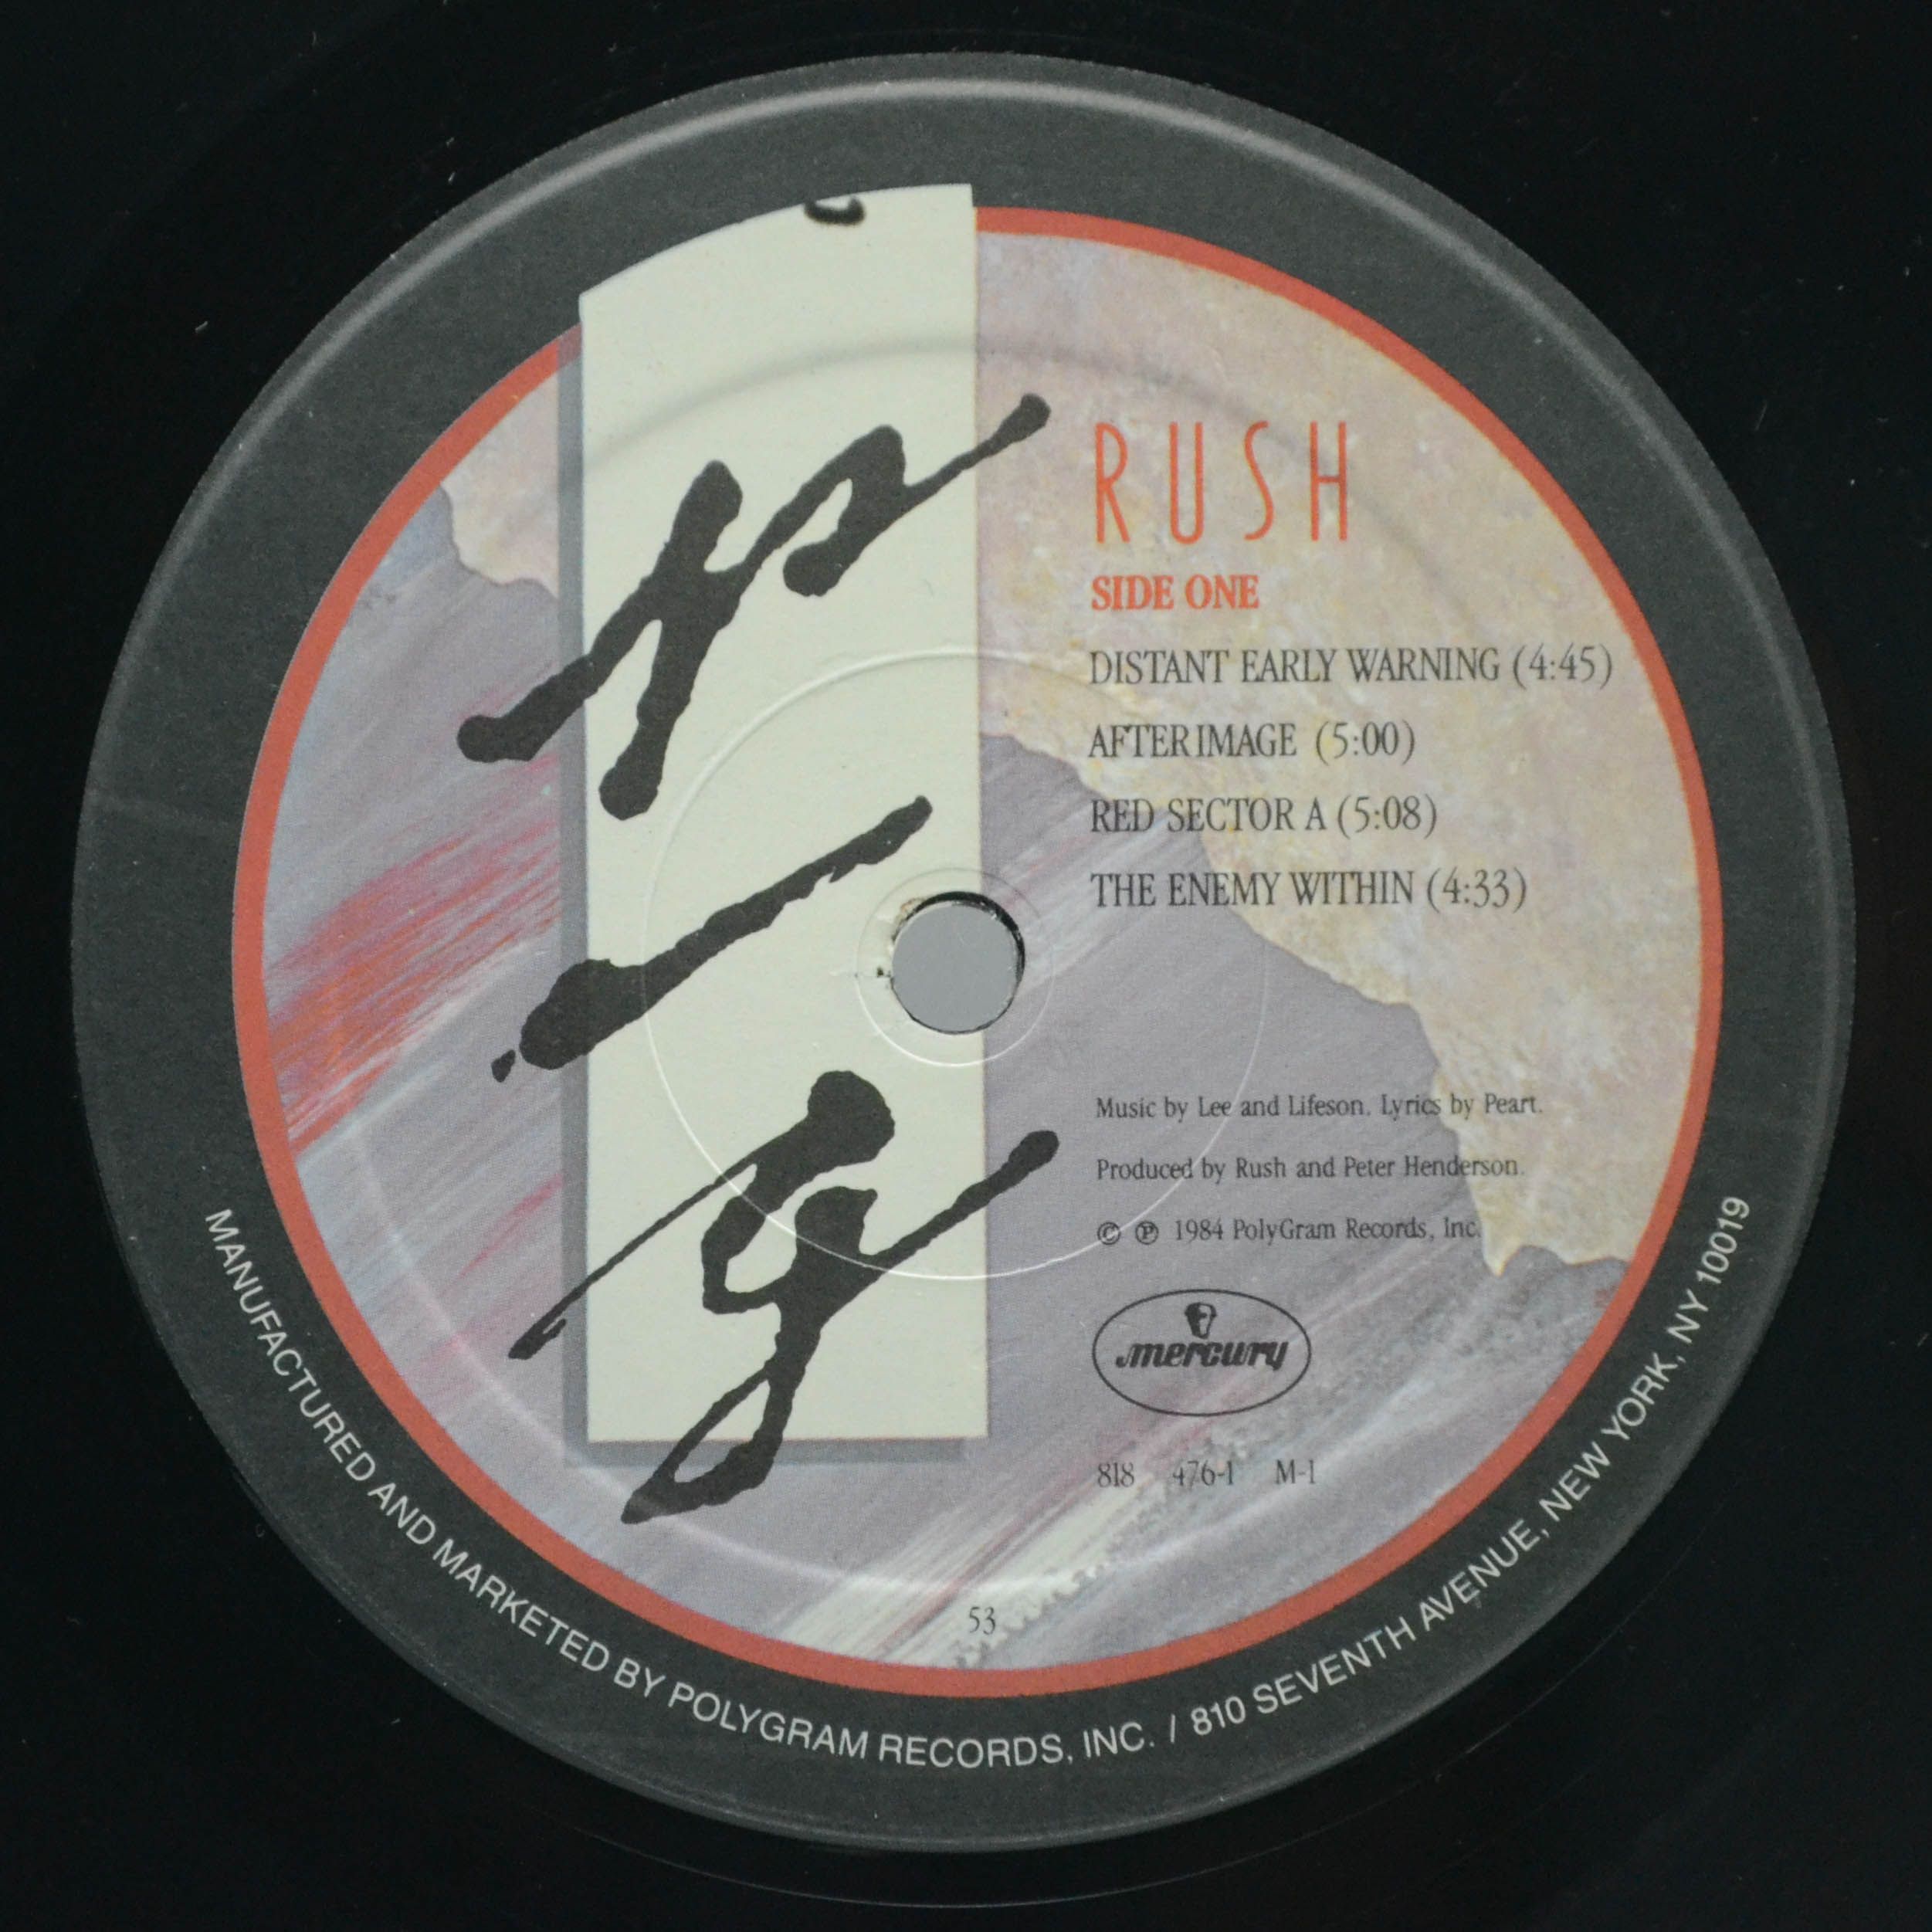 RUSH
SIDE ONE
DISTANT EARLY WARNING (4:45)
AFTERIMAGE (5:00)
RED SECTOR A (5:08)
THE ENEMY WITHIN (4:33)
Music by Lee and Lifeson. Lyrics by Peart.
Produced by Rush and Peter Henderson.
© ℗ 1984 PolyGram Records, Inc.
mercury
818 476-1 M-1
53
MANUFACTURED AND MARKETED BY POLYGRAM RECORDS, INC. / 810 SEVENTH AVENUE, NEW YORK, NY 10019